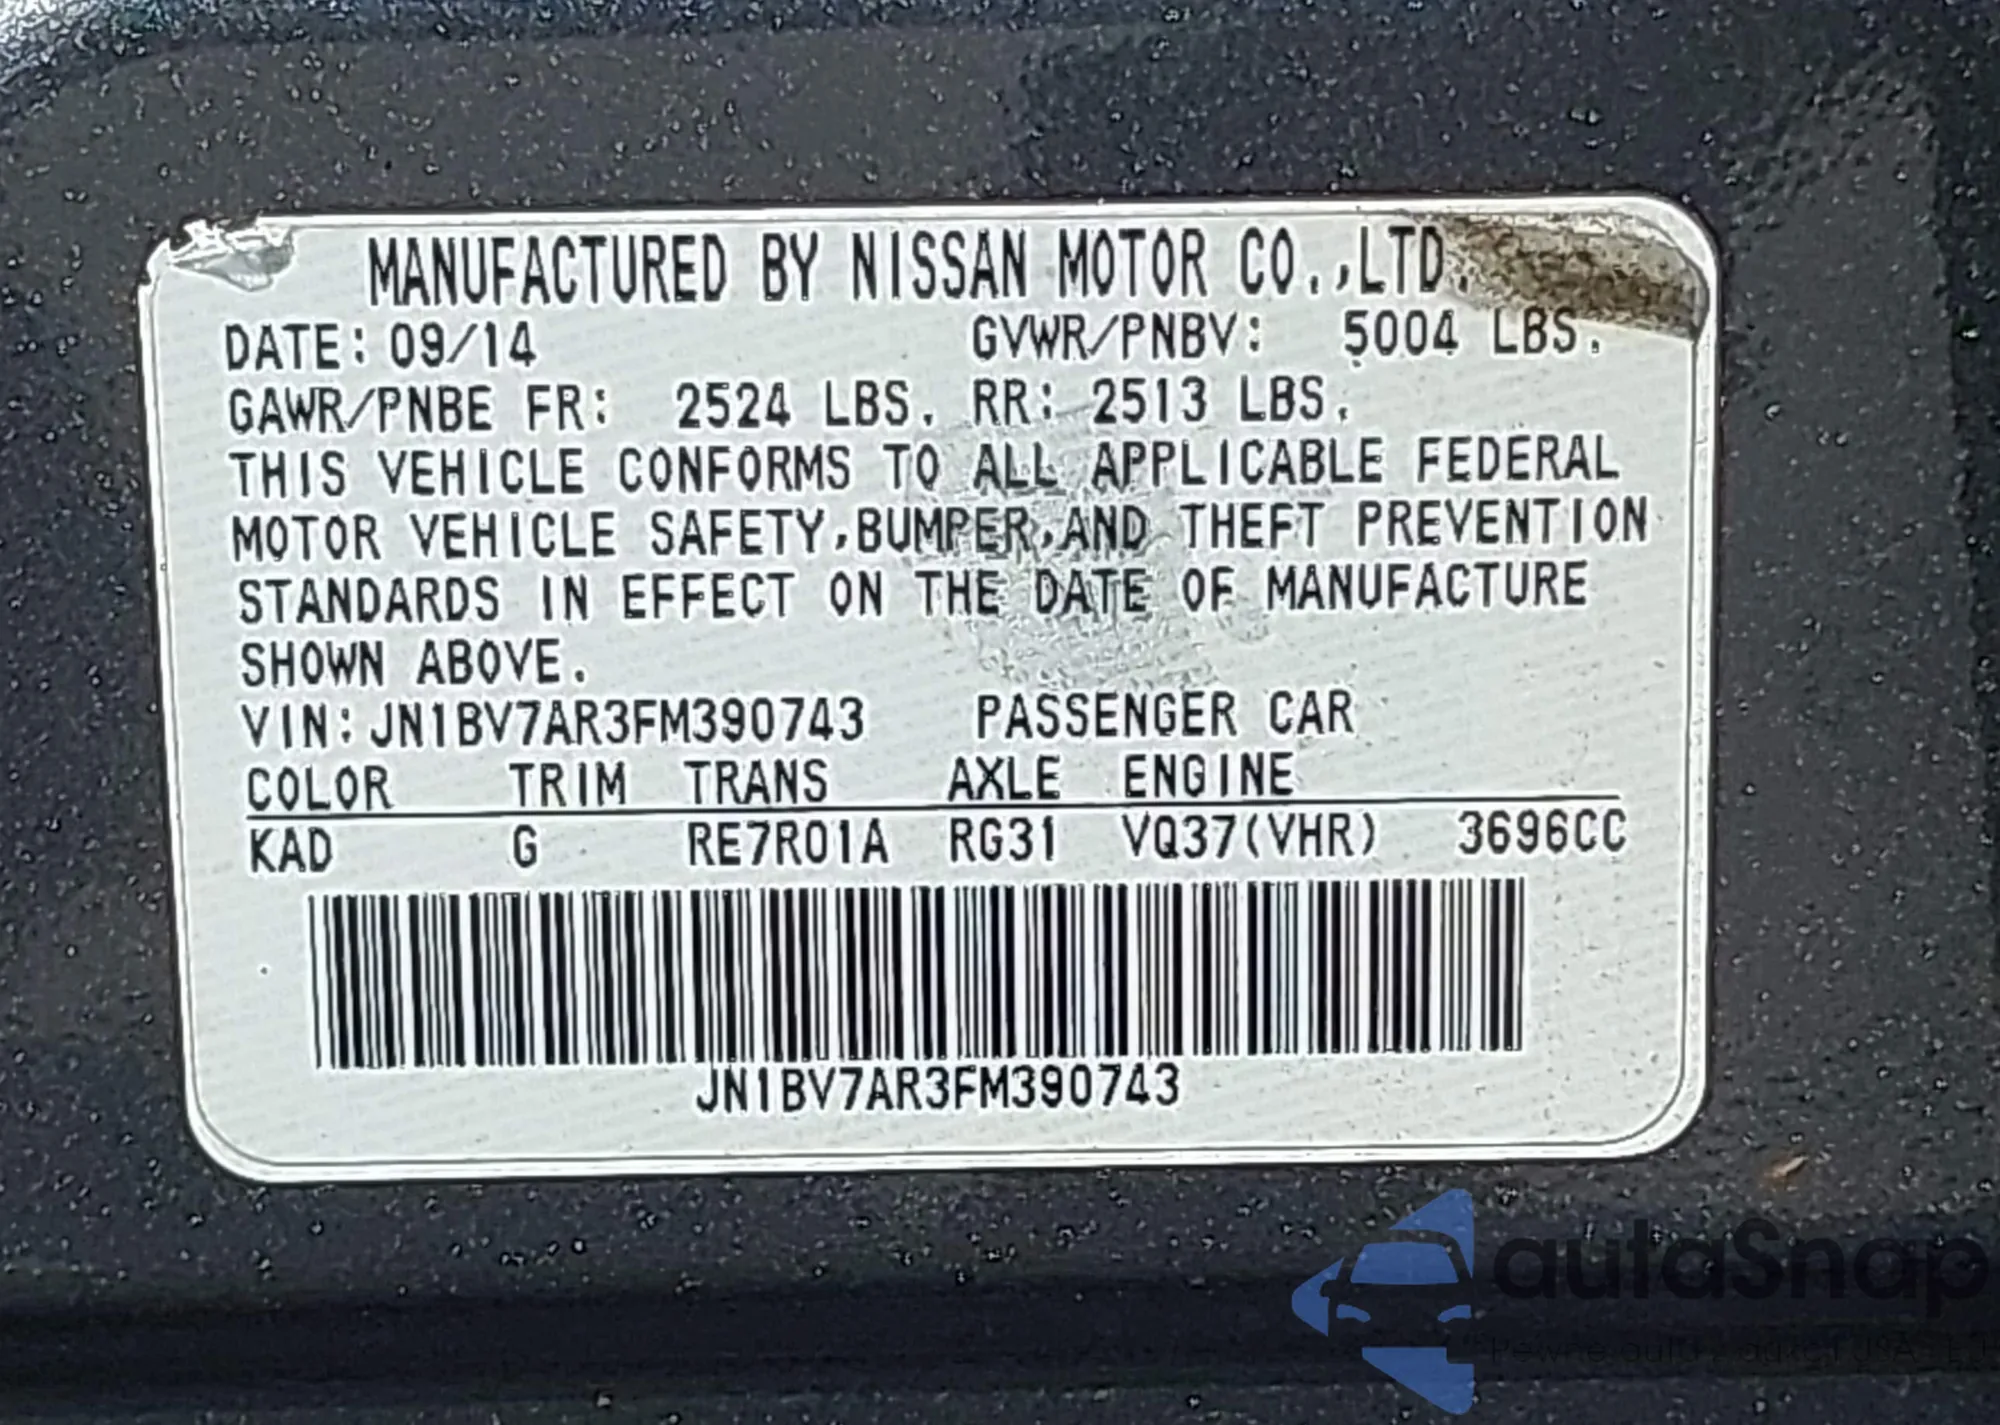 MANUFACTURED BY NISSAN MOTOR CO.,LTD.
DATE: 09/14 GVWR/PNBV: 5004 LBS.
GAWR/PNBE FR: 2524 LBS. RR: 2513 LBS.
THIS VEHICLE CONFORMS TO ALL APPLICABLE FEDERAL
MOTOR VEHICLE SAFETY,BUMPER,AND THEFT PREVENTION
STANDARDS IN EFFECT ON THE DATE OF MANUFACTURE
SHOWN ABOVE.
VIN: JN1BV7AR3FM390743 PASSENGER CAR
COLOR TRIM TRANS AXLE ENGINE
KAD G RE7R01A RG31 VQ37(VHR) 3696CC
JN1BV7AR3FM390743
autaSnap